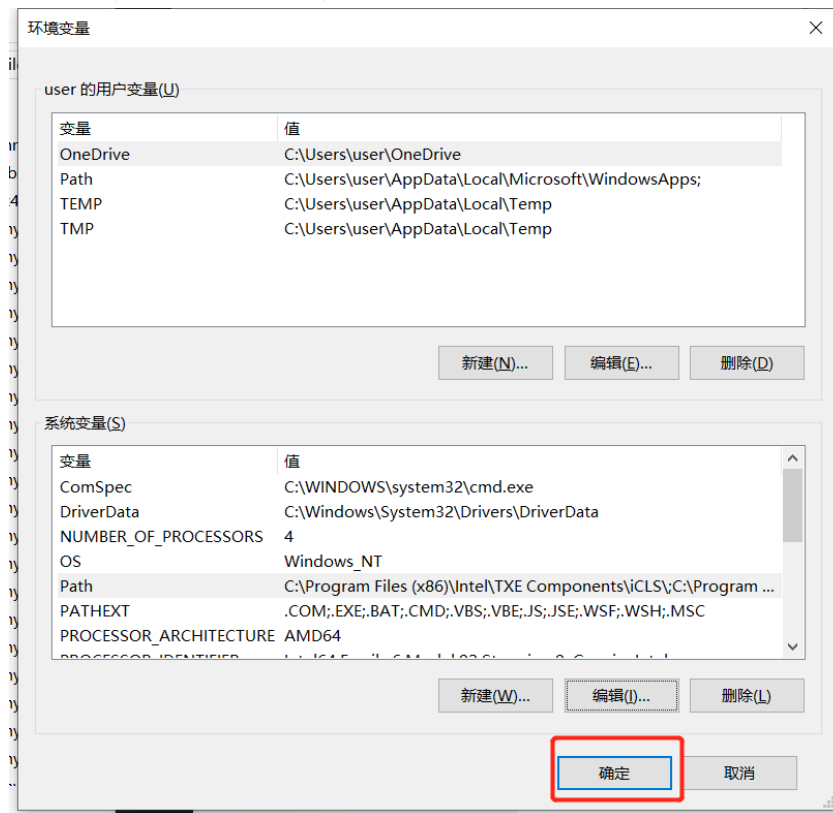 环境变量
user 的用户变量(U)
变量 值
OneDrive C:\Users\user\OneDrive
Path C:\Users\user\AppData\Local\Microsoft\WindowsApps;
TEMP C:\Users\user\AppData\Local\Temp
TMP C:\Users\user\AppData\Local\Temp
新建(N)... 编辑(E)... 删除(D)
系统变量(S)
变量 值
ComSpec C:\WINDOWS\system32\cmd.exe
DriverData C:\Windows\System32\Drivers\DriverData
NUMBER_OF_PROCESSORS 4
OS Windows_NT
Path C:\Program Files (x86)\Intel\TXE Components\iCLS\;C:\Program ...
PATHEXT .COM;.EXE;.BAT;.CMD;.VBS;.VBE;.JS;.JSE;.WSF;.WSH;.MSC
PROCESSOR_ARCHITECTURE AMD64
新建(W)... 编辑(I)... 删除(L)
确定 取消